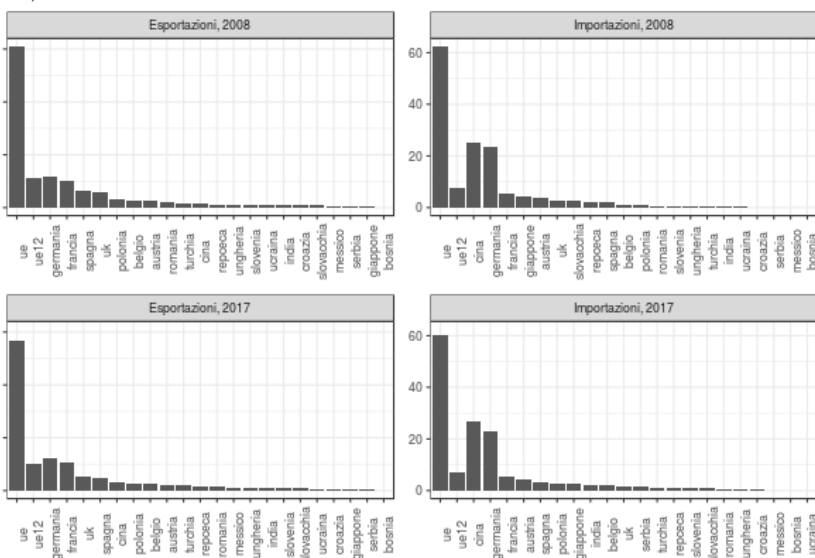 Esportazioni, 2008
Importazioni, 2008
60
40
20
0
ue
ue12
germania
francia
spagna
uk
polonia
belgio
austria
romania
turchia
cina
repceca
ungheria
slovenia
ucraina
india
croazia
slovacchia
messico
serbia
giappone
bosnia
ue
ue12
cina
germania
francia
giappone
austria
uk
slovacchia
repceca
spagna
belgio
polonia
romania
slovenia
ungheria
turchia
india
ucraina
croazia
serbia
messico
bosnia
Esportazioni, 2017
Importazioni, 2017
60
40
20
0
ue
ue12
germania
francia
uk
spagna
cina
polonia
belgio
austria
turchia
repceca
romania
messico
ungheria
india
slovenia
slovacchia
ucraina
croazia
giappone
serbia
bosnia
ue
ue12
cina
germania
francia
austria
spagna
polonia
giappone
india
belgio
uk
serbia
turchia
repceca
slovenia
slovacchia
romania
ungheria
croazia
messico
bosnia
ucraina